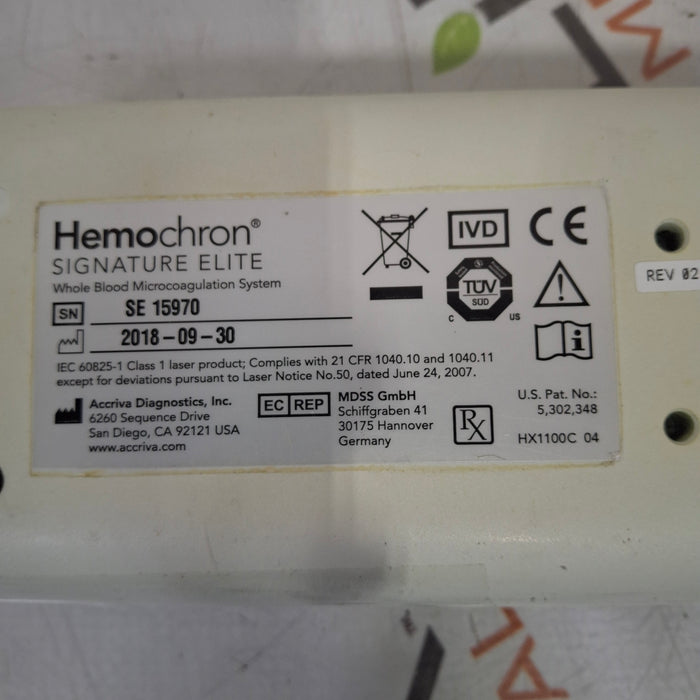 Hemochron®
SIGNATURE ELITE
Whole Blood Microcoagulation System
SN SE 15970
2018-09-30
IEC 60825-1 Class 1 laser product; Complies with 21 CFR 1040.10 and 1040.11
except for deviations pursuant to Laser Notice No.50, dated June 24, 2007.
Accriva Diagnostics, Inc.
6260 Sequence Drive
San Diego, CA 92121 USA
www.accriva.com
EC REP
MDSS GmbH
Schiffgraben 41
30175 Hannover
Germany
IVD
CE
TÜV
SÜD
C US
i
Rx
U.S. Pat. No.:
5,302,348
HX1100C 04
REV 02